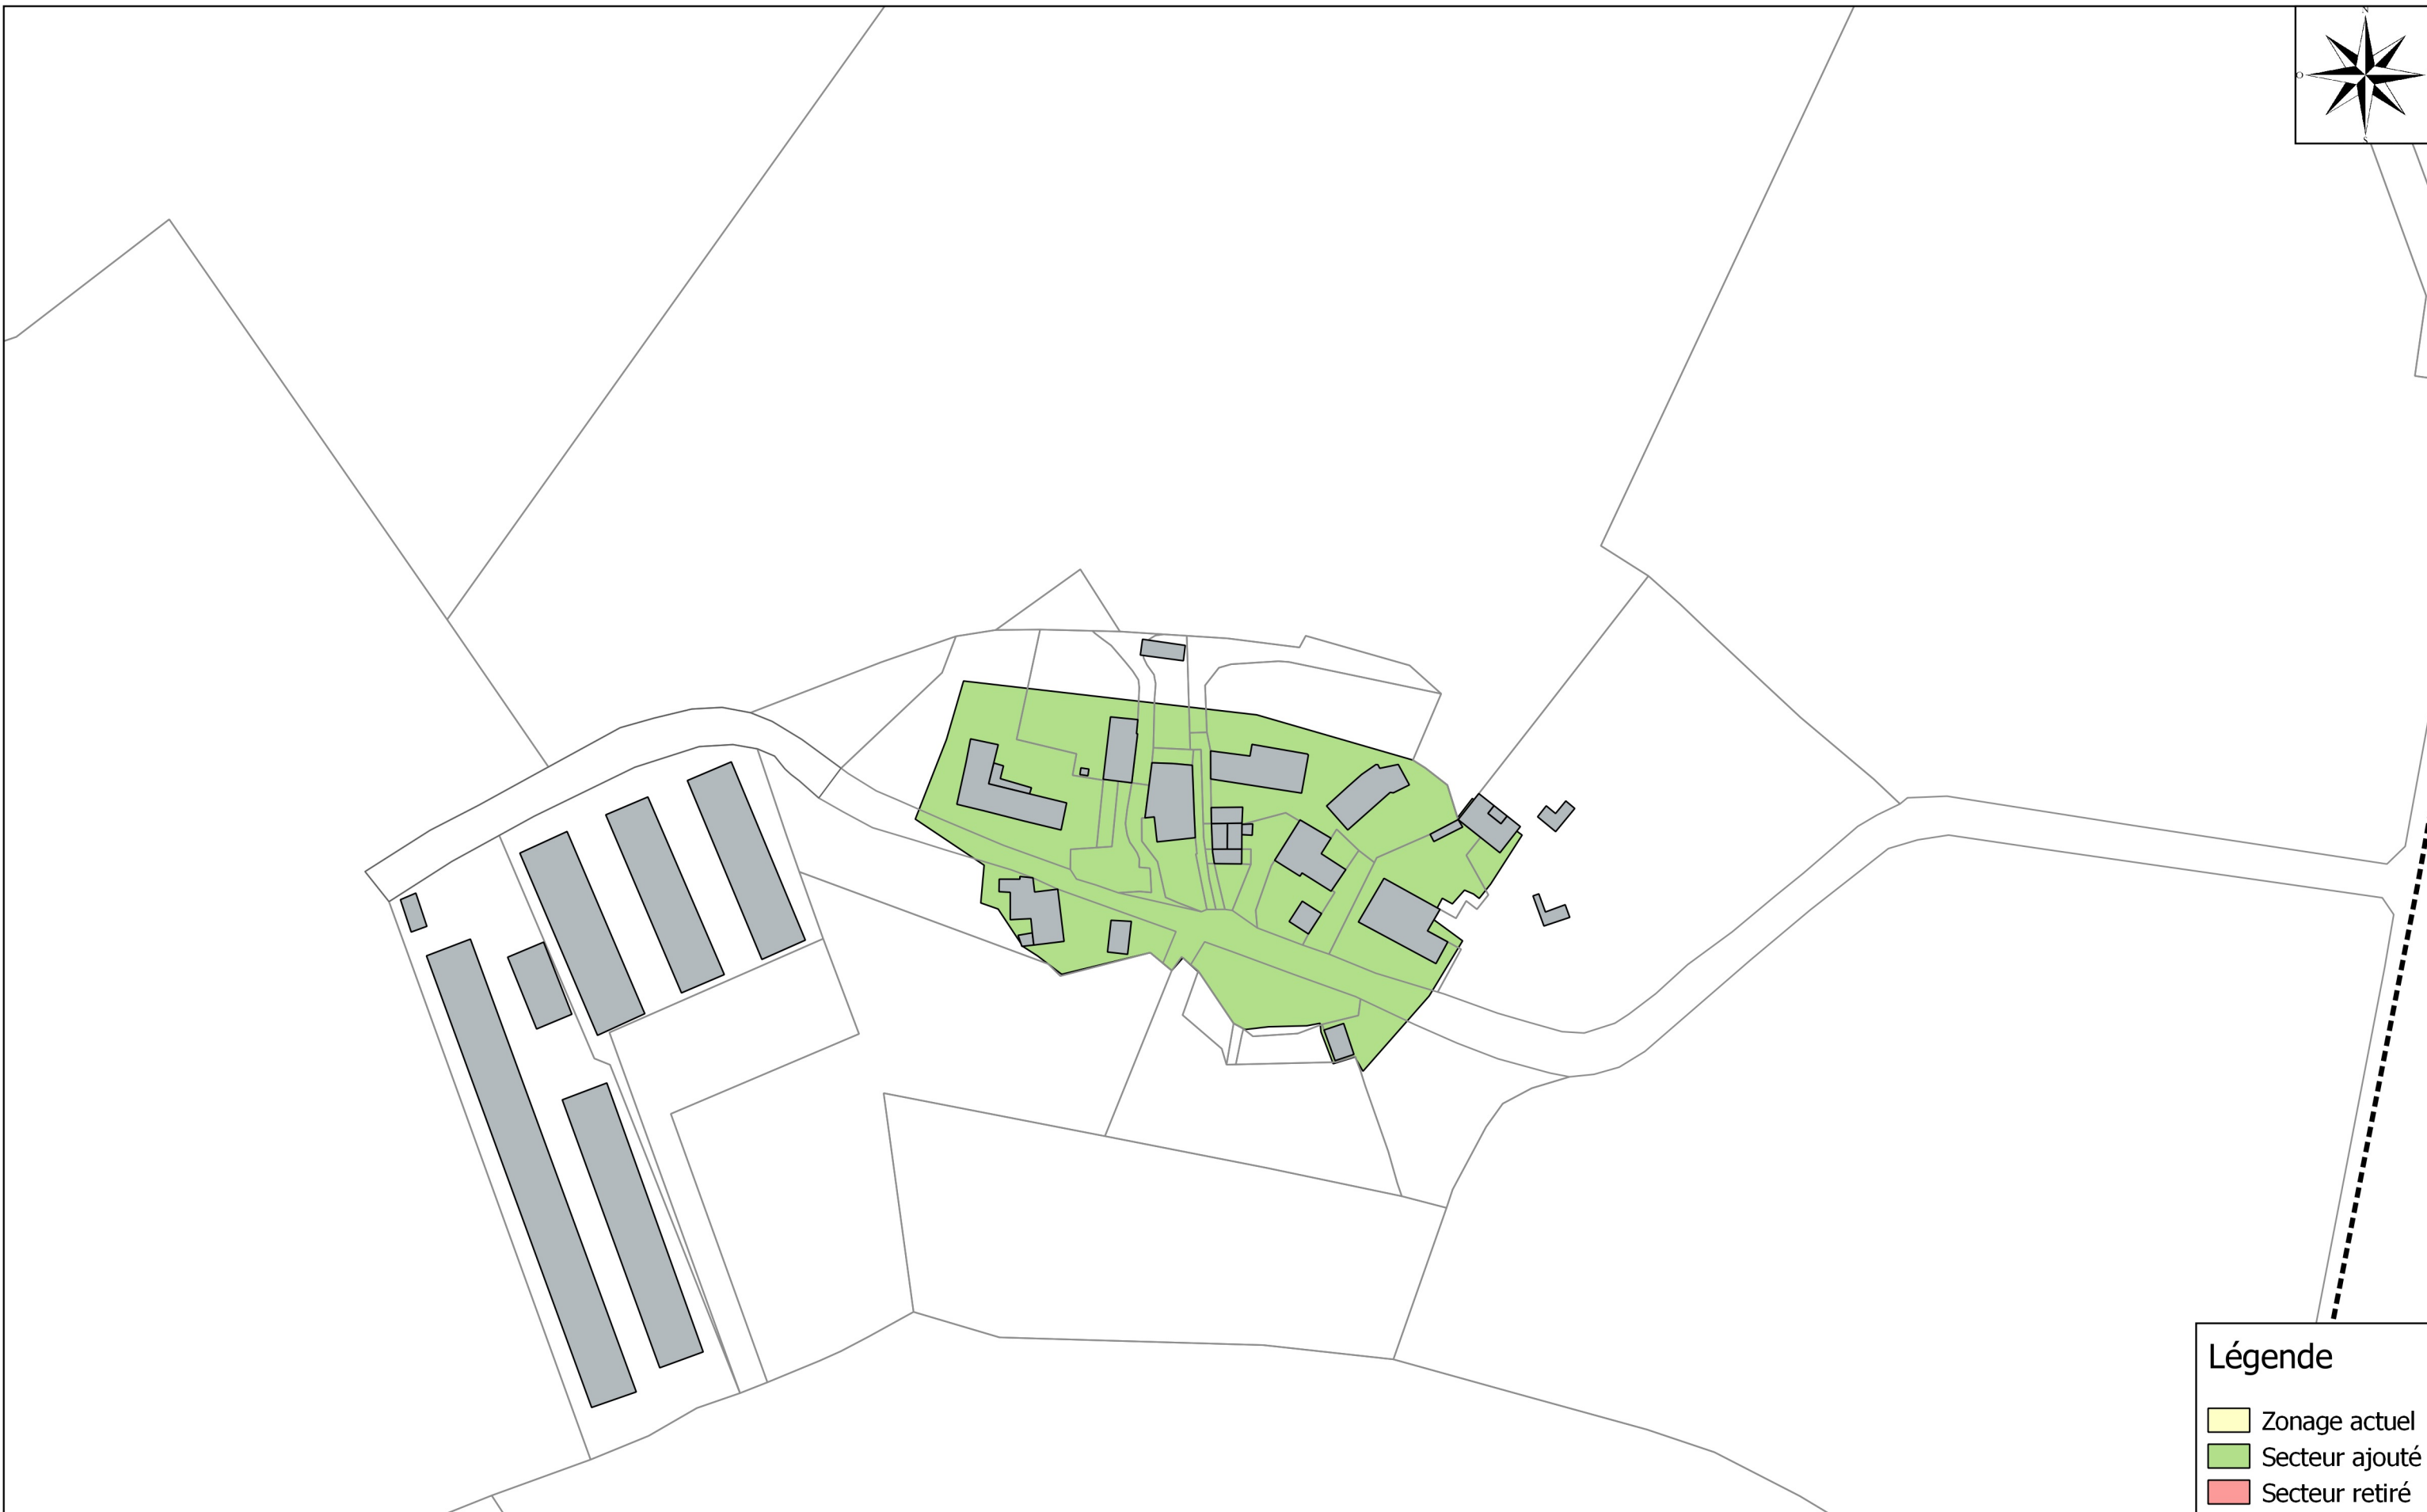 N
O
S
Légende
Zonage actuel
Secteur ajouté
Secteur retiré